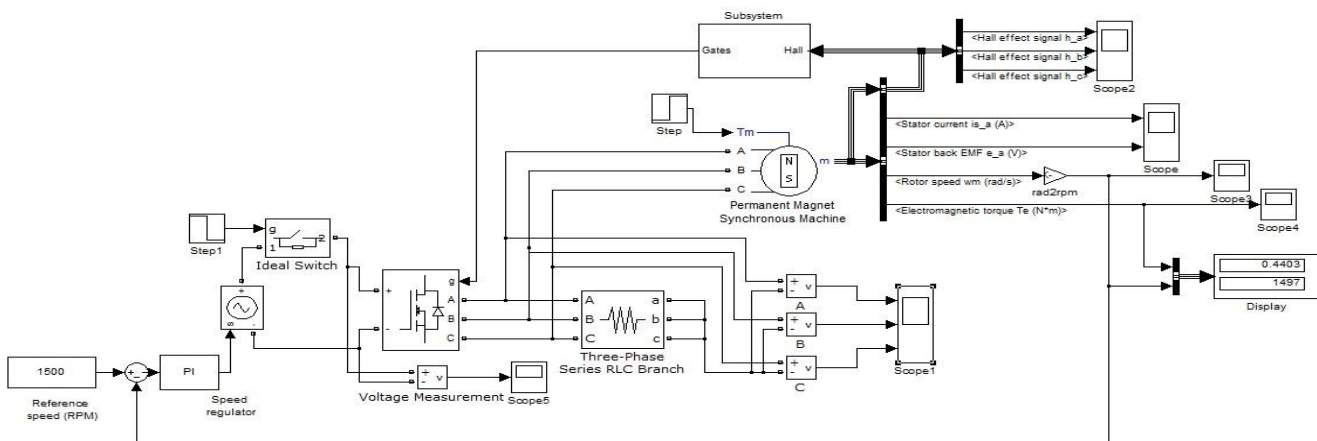 Subsystem
Gates
Hall
<Hall effect signal h_a>
<Hall effect signal h_b>
<Hall effect signal h_c>
Scope2
Step
Tm
A
B
C
N
S
m
Permanent Magnet
Synchronous Machine
<Stator current is_a (A)>
<Stator back EMF e_a (V)>
Scope
<Rotor speed wm (rad/s)>
rad2rpm
Scope3
<Electromagnetic torque Te (N*m)>
Scope4
0.4403
1497
Display
Step1
g
1
2
Ideal Switch
+
s
-
g
+
-
A
B
C
A
B
C
a
b
c
Three-Phase
Series RLC Branch
+
-
v
A
+
-
v
B
+
-
v
C
Scope1
+
-
v
Voltage Measurement
Scope5
1500
Reference
speed (RPM)
+
-
PI
Speed
regulator